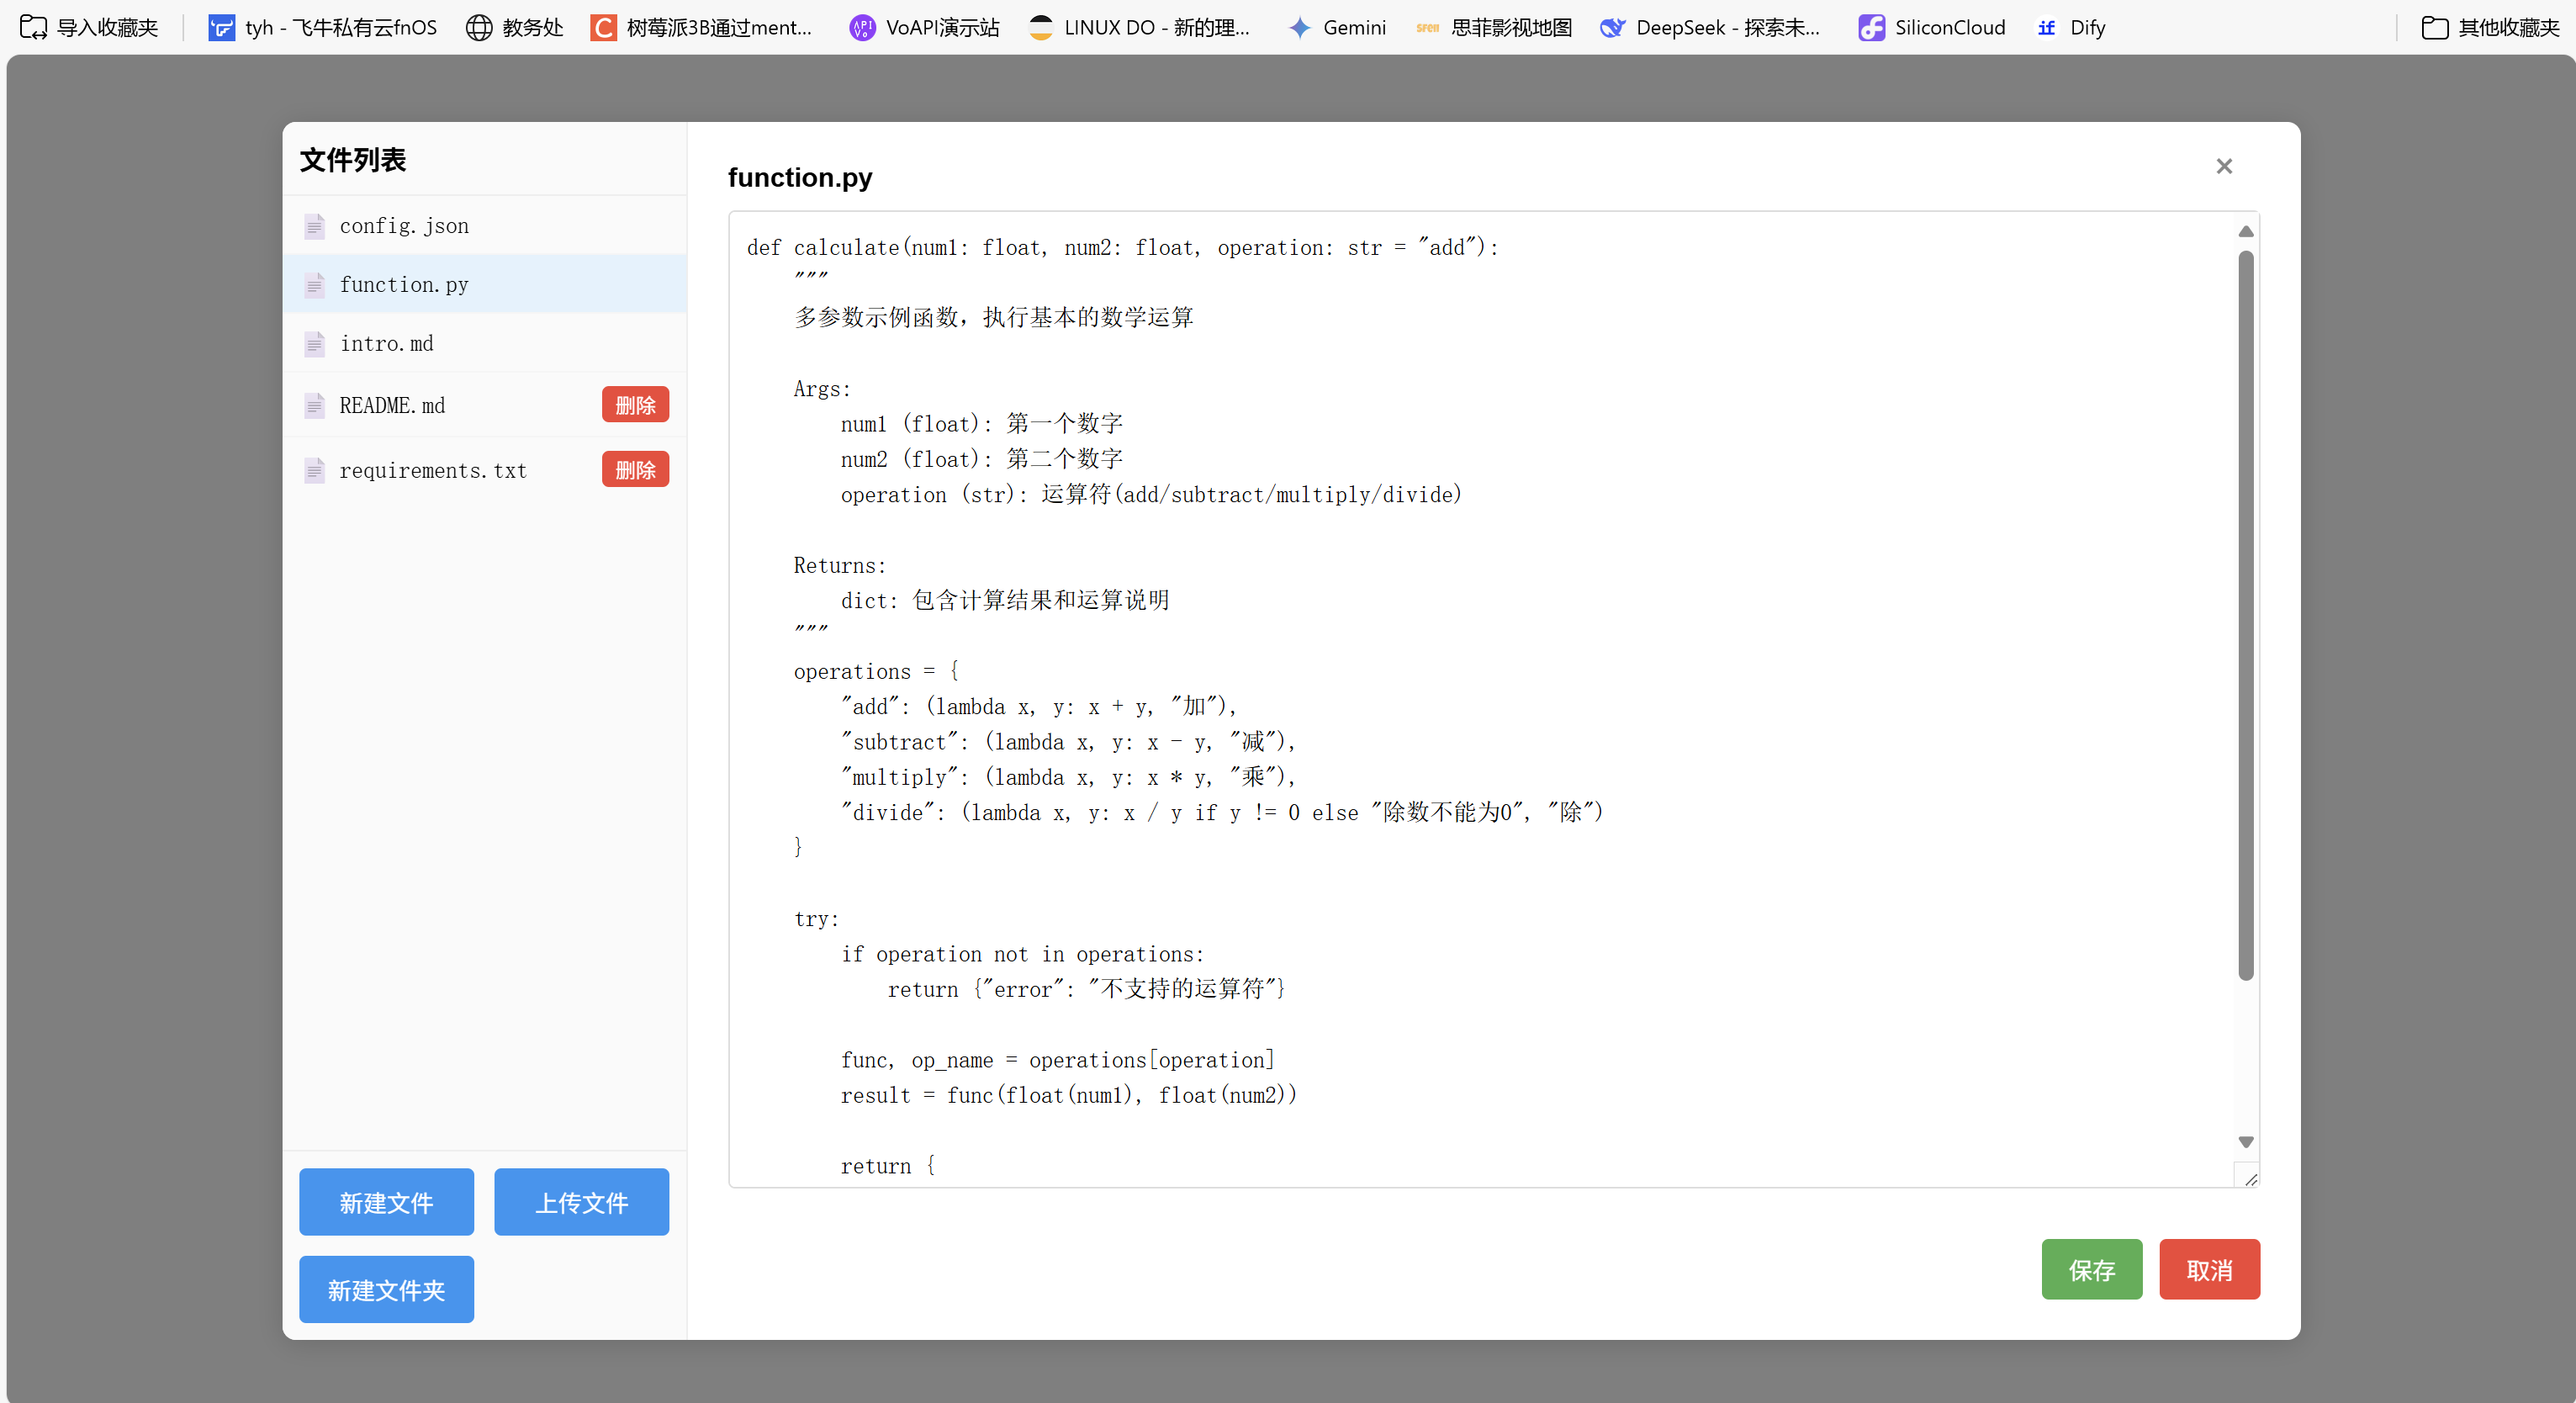 导入收藏夹 tyh - 飞牛私有云fnOS 教务处 树莓派3B通过ment... VoAPI演示站 LINUX DO - 新的理... Gemini 思菲影视地图 DeepSeek - 探索未... SiliconCloud Dify 其他收藏夹
文件列表
config.json
function.py
intro.md
README.md 删除
requirements.txt 删除
新建文件 上传文件
新建文件夹
function.py
×
def calculate(num1: float, num2: float, operation: str = "add"):
    """
    多参数示例函数，执行基本的数学运算
    Args:
        num1 (float): 第一个数字
        num2 (float): 第二个数字
        operation (str): 运算符(add/subtract/multiply/divide)
    Returns:
        dict: 包含计算结果和运算说明
    """
    operations = {
        "add": (lambda x, y: x + y, "加"),
        "subtract": (lambda x, y: x - y, "减"),
        "multiply": (lambda x, y: x * y, "乘"),
        "divide": (lambda x, y: x / y if y != 0 else "除数不能为0", "除")
    }
    try:
        if operation not in operations:
            return {"error": "不支持的运算符"}
        func, op_name = operations[operation]
        result = func(float(num1), float(num2))
        return {
保存 取消